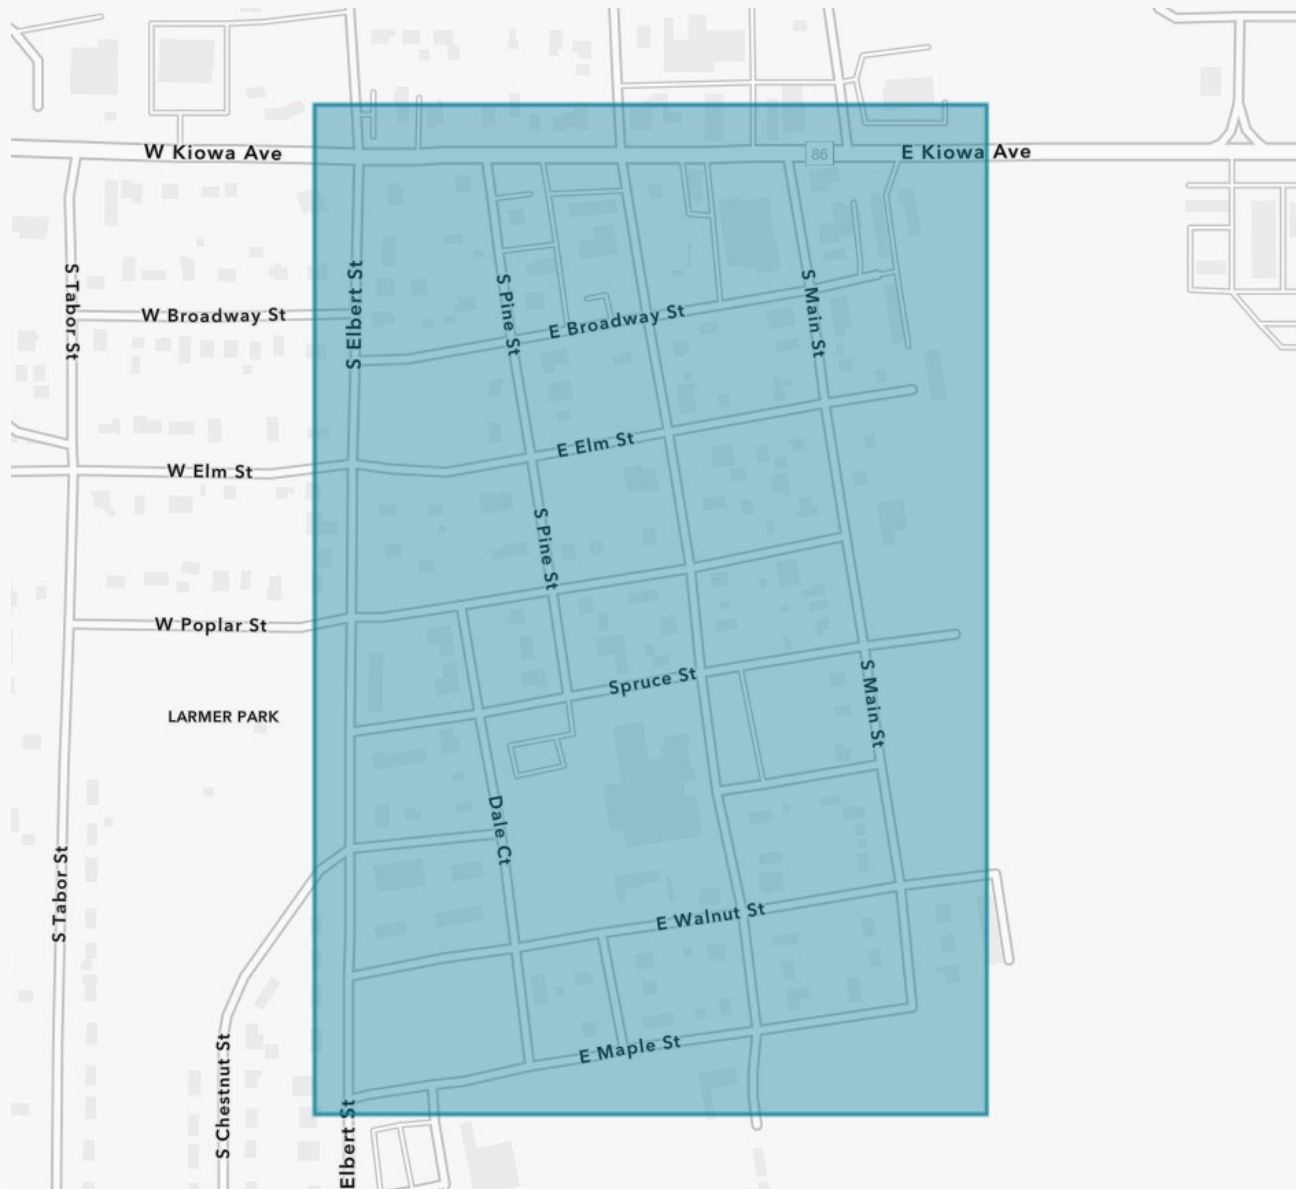 W Kiowa Ave
86
E Kiowa Ave
S Tabor St
S Elbert St
S Pine St
S Main St
W Broadway St
E Broadway St
E Elm St
W Elm St
S Pine St
W Poplar St
Spruce St
S Main St
LARMER PARK
Dale Ct
S Tabor St
E Walnut St
S Chestnut St
E Maple St
Elbert St